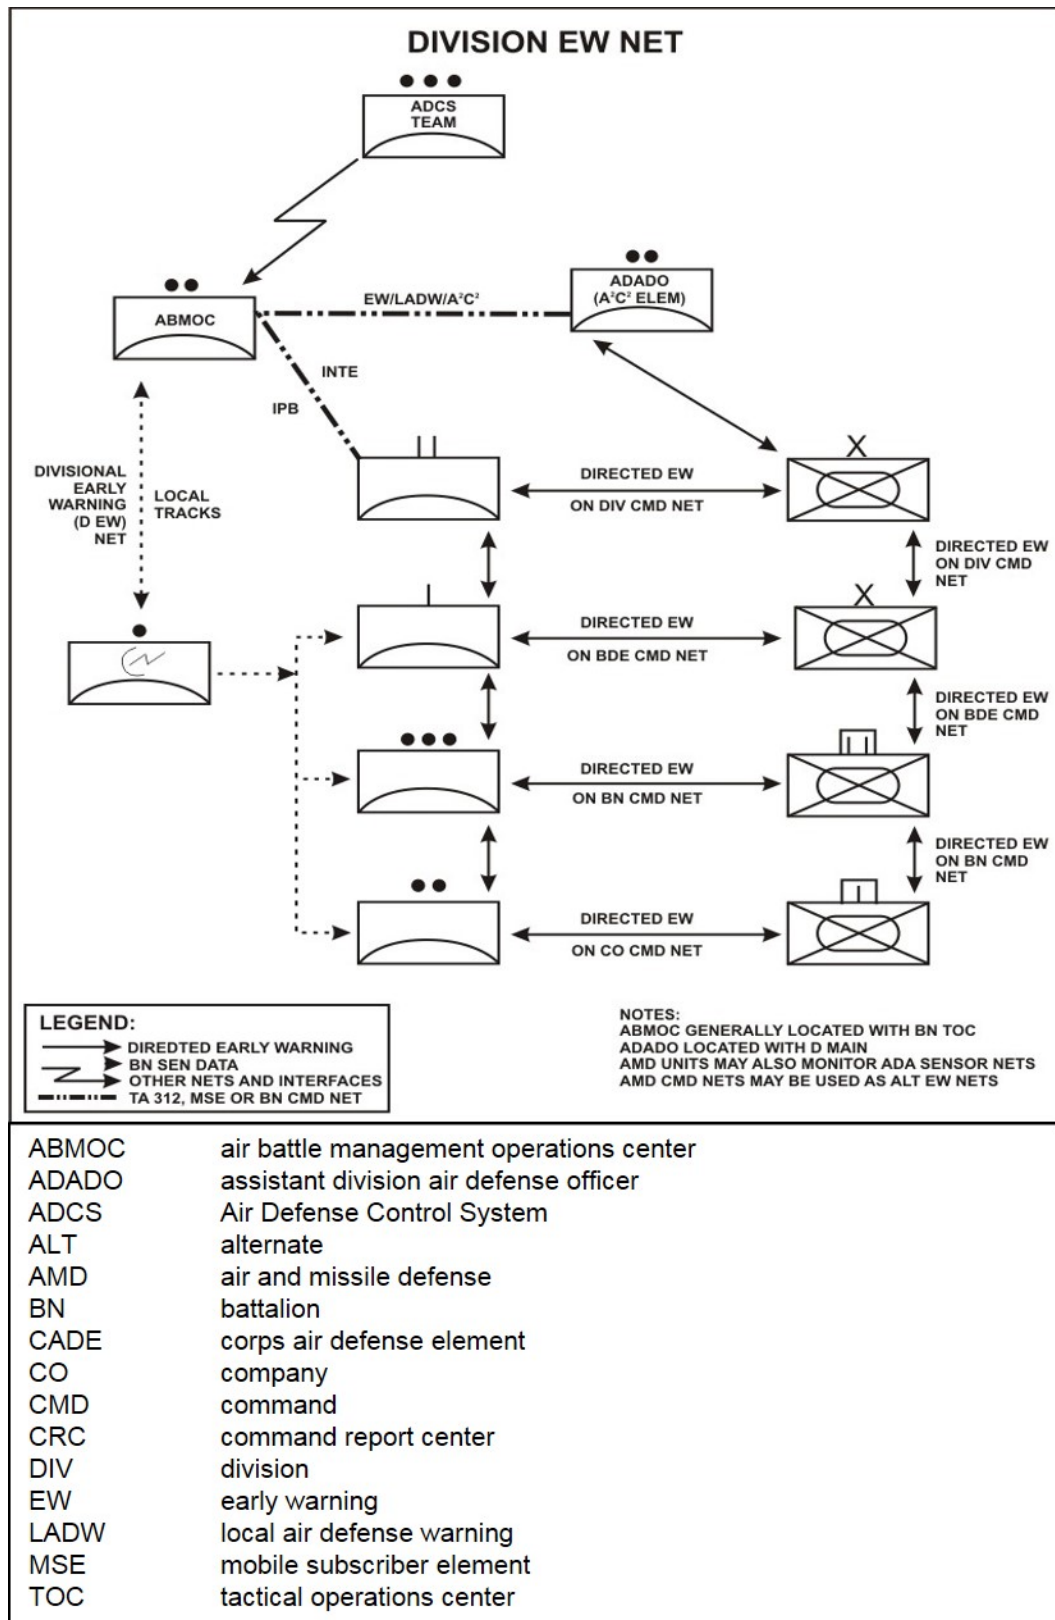 DIVISION EW NET
ADCS
TEAM
ABMOC
EW/LADW/A²C²
ADADO
(A²C² ELEM)
INTE
IPB
DIVISIONAL
EARLY
WARNING
(D EW)
NET
LOCAL
TRACKS
DIRECTED EW
ON DIV CMD NET
X
DIRECTED EW
ON DIV CMD
NET
DIRECTED EW
ON BDE CMD NET
X
DIRECTED EW
ON BDE CMD
NET
DIRECTED EW
ON BN CMD NET
DIRECTED EW
ON BN CMD
NET
DIRECTED EW
ON CO CMD NET
LEGEND:
DIREDTED EARLY WARNING
BN SEN DATA
OTHER NETS AND INTERFACES
TA 312, MSE OR BN CMD NET
NOTES:
ABMOC GENERALLY LOCATED WITH BN TOC
ADADO LOCATED WITH D MAIN
AMD UNITS MAY ALSO MONITOR ADA SENSOR NETS
AMD CMD NETS MAY BE USED AS ALT EW NETS
ABMOC air battle management operations center
ADADO assistant division air defense officer
ADCS Air Defense Control System
ALT alternate
AMD air and missile defense
BN battalion
CADE corps air defense element
CO company
CMD command
CRC command report center
DIV division
EW early warning
LADW local air defense warning
MSE mobile subscriber element
TOC tactical operations center